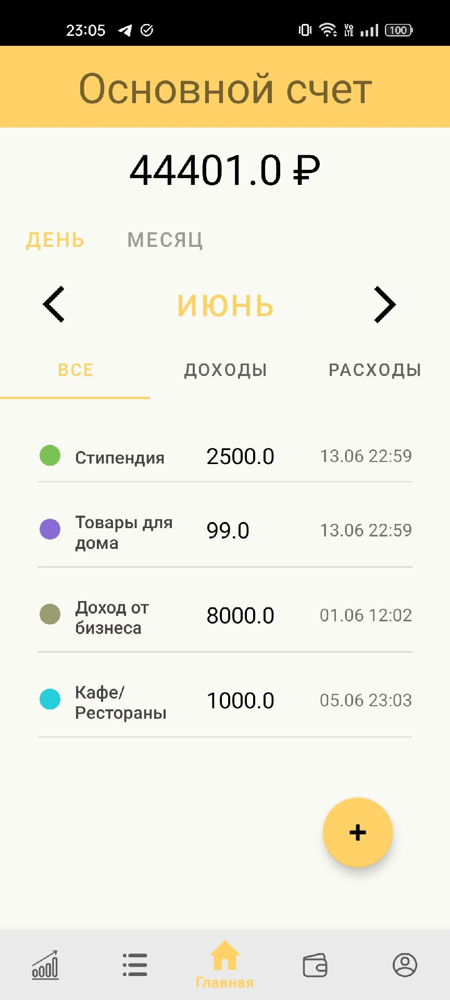 23:05
Vo
LTE
100
Основной счет
44401.0 ₽
ДЕНЬ МЕСЯЦ
ИЮНЬ
ВСЕ ДОХОДЫ РАСХОДЫ
Стипендия 2500.0 13.06 22:59
Товары для
дома
99.0 13.06 22:59
Доход от
бизнеса
8000.0 01.06 12:02
Кафе/
Рестораны
1000.0 05.06 23:03
+
Главная